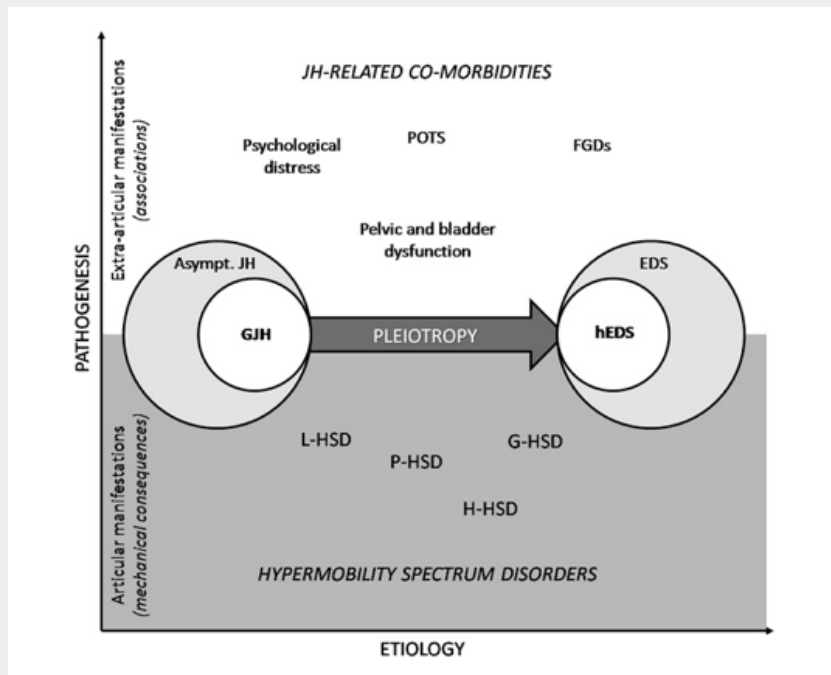 JH-RELATED CO-MORBIDITIES
Psychological
distress
POTS
FGDs
Pelvic and bladder
dysfunction
Extra-articular manifestations
(associations)
PATHOGENESIS
Asympt. JH
GJH
PLEIOTROPY
EDS
hEDS
Articular manifestations
(mechanical consequences)
L-HSD
P-HSD
G-HSD
H-HSD
HYPERMOBILITY SPECTRUM DISORDERS
ETIOLOGY